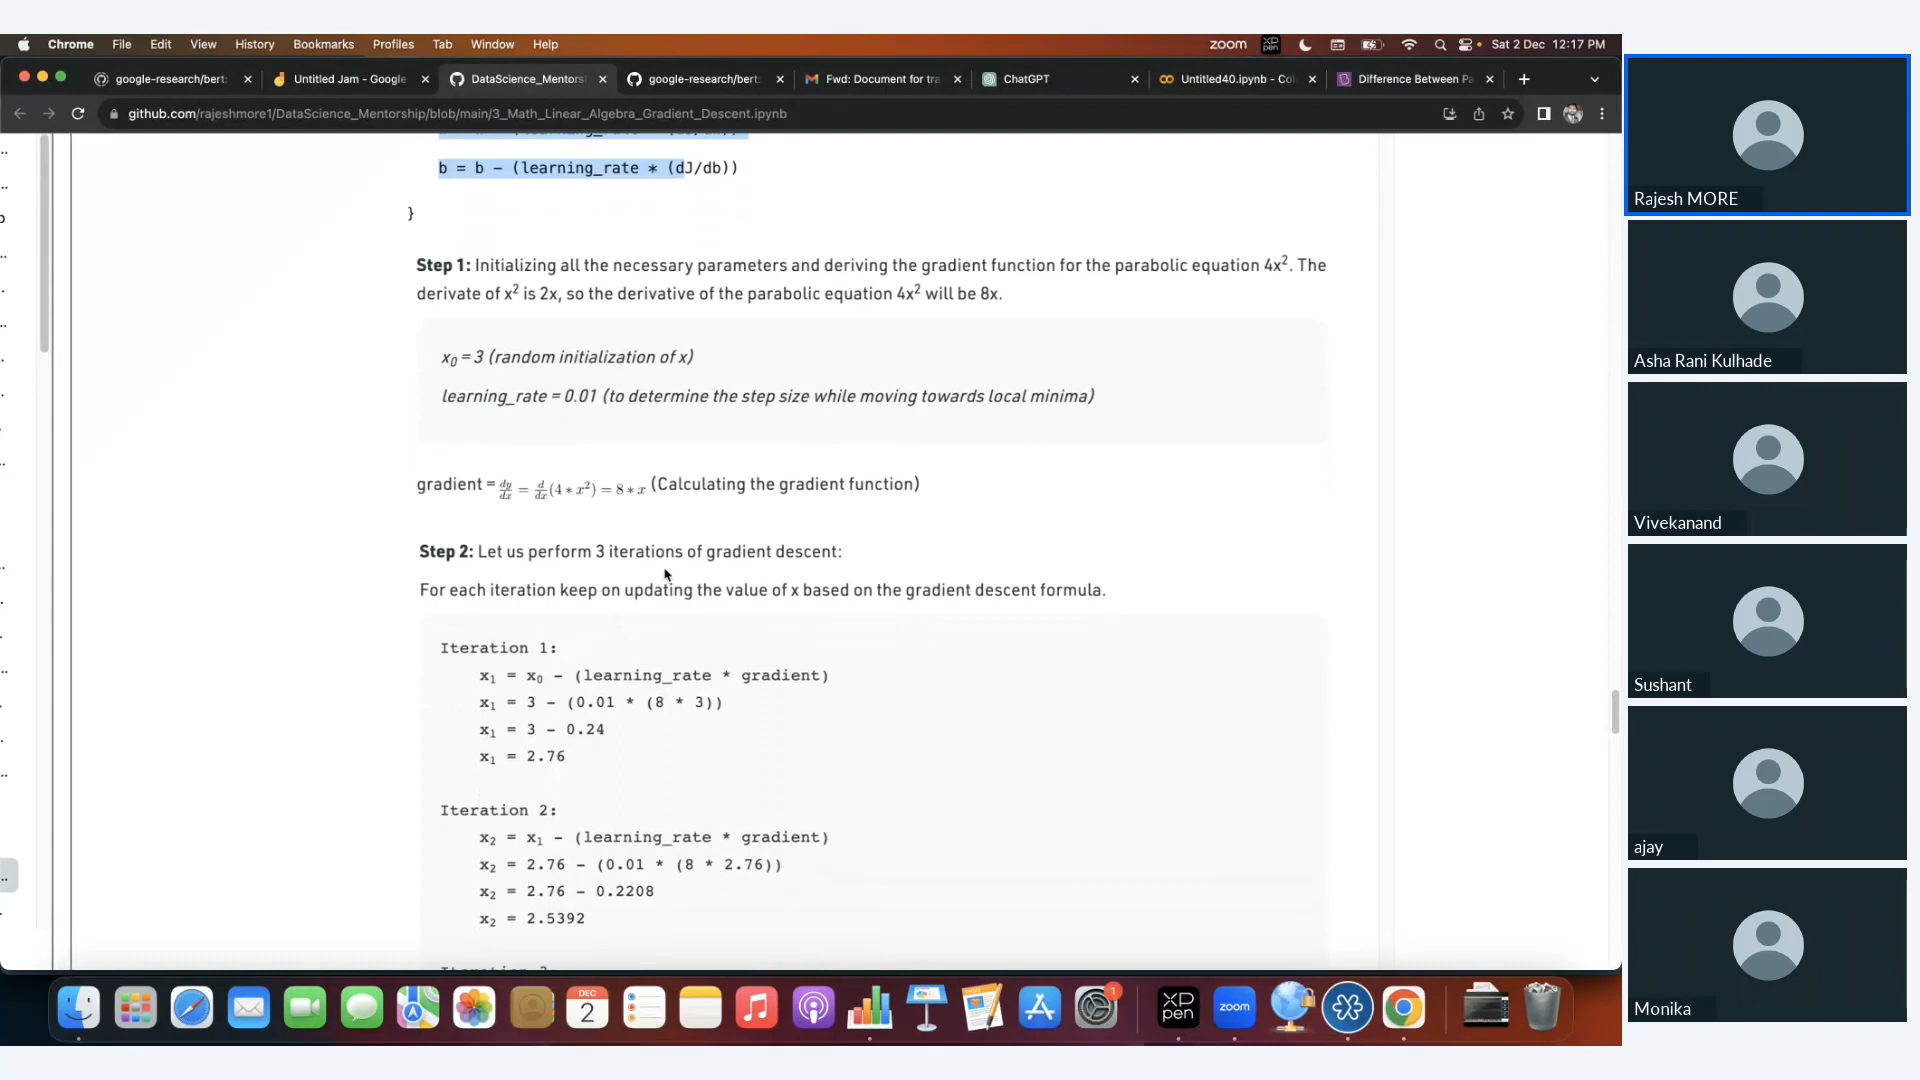 Chrome File Edit View History Bookmarks Profiles Tab Window Help
zoom XP pen Sat 2 Dec 12:17 PM
google-research/bert: Untitled Jam - Google DataScience_Mentors google-research/bert: Fwd: Document for tra ChatGPT Untitled40.ipynb - Co Difference Between Pa
github.com/rajeshmore1/DataScience_Mentorship/blob/main/3_Math_Linear_Algebra_Gradient_Descent.ipynb
b = b - (learning_rate * (dJ/db))
}
Step 1: Initializing all the necessary parameters and deriving the gradient function for the parabolic equation 4x². The
derivate of x² is 2x, so the derivative of the parabolic equation 4x² will be 8x.
x₀ = 3 (random initialization of x)
learning_rate = 0.01 (to determine the step size while moving towards local minima)
gradient = dy/dx = d/dx(4 * x²) = 8 * x (Calculating the gradient function)
Step 2: Let us perform 3 iterations of gradient descent:
For each iteration keep on updating the value of x based on the gradient descent formula.
Iteration 1:
x₁ = x₀ - (learning_rate * gradient)
x₁ = 3 - (0.01 * (8 * 3))
x₁ = 3 - 0.24
x₁ = 2.76
Iteration 2:
x₂ = x₁ - (learning_rate * gradient)
x₂ = 2.76 - (0.01 * (8 * 2.76))
x₂ = 2.76 - 0.2208
x₂ = 2.5392
DEC
2
1
XP
pen
zoom
Rajesh MORE
Asha Rani Kulhade
Vivekanand
Sushant
ajay
Monika